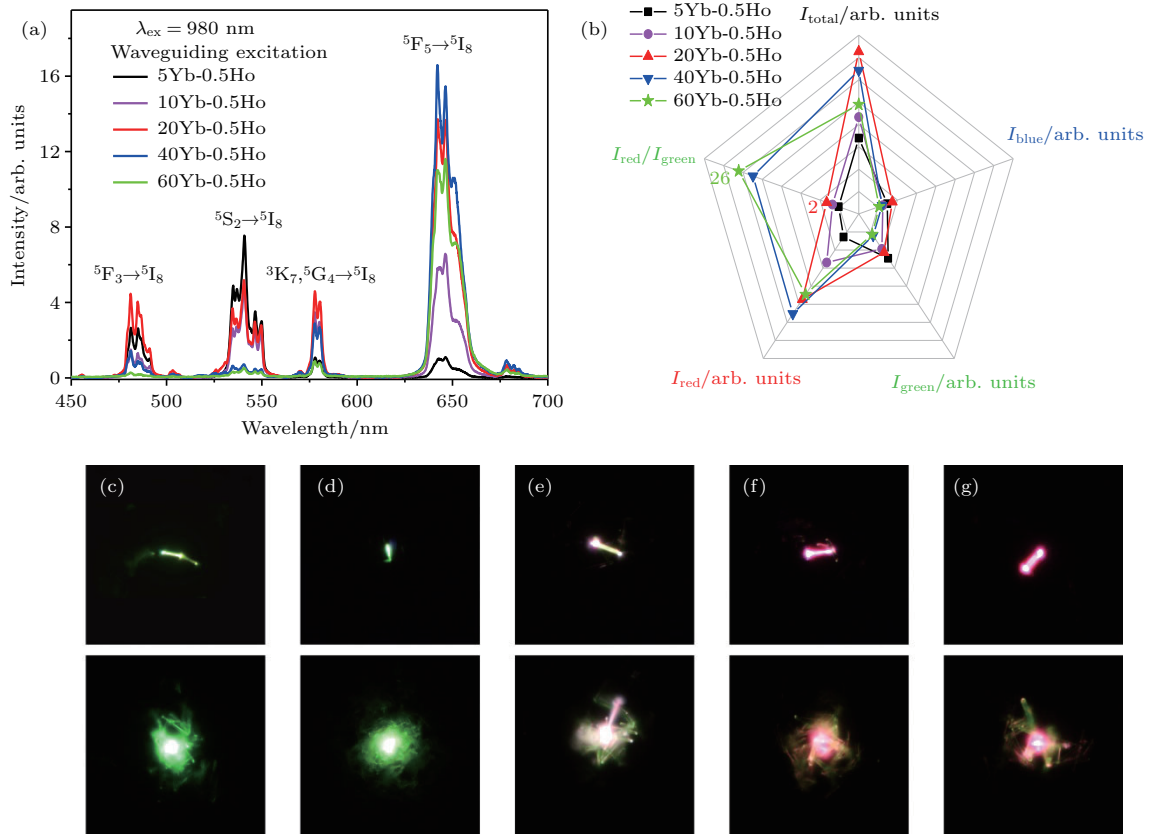 (a)
λex = 980 nm
Waveguiding excitation
5Yb-0.5Ho
10Yb-0.5Ho
20Yb-0.5Ho
40Yb-0.5Ho
60Yb-0.5Ho
⁵F₅→⁵I₈
⁵S₂→⁵I₈
⁵F₃→⁵I₈
³K₇,⁵G₄→⁵I₈
Intensity/arb. units
16
12
8
4
0
450
500
550
600
650
700
Wavelength/nm
(b)
5Yb-0.5Ho
10Yb-0.5Ho
20Yb-0.5Ho
40Yb-0.5Ho
60Yb-0.5Ho
Itotal/arb. units
Iblue/arb. units
Ired/Igreen
26
2
Ired/arb. units
Igreen/arb. units
(c)
(d)
(e)
(f)
(g)